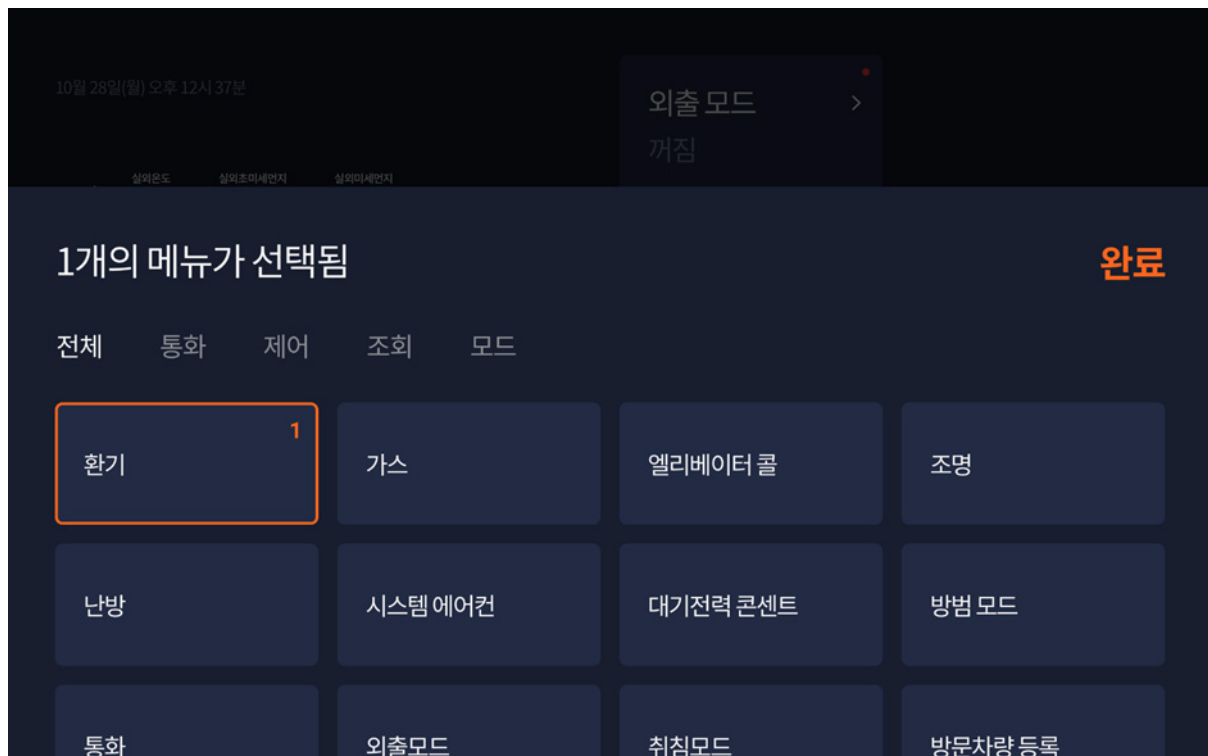 10월 28일(월) 오후 12시 37분
외출 모드
꺼짐
실외온도 실외초미세먼지 실외미세먼지
1개의 메뉴가 선택됨
완료
전체 통화 제어 조회 모드
환기 1 가스 엘리베이터 콜 조명
난방 시스템 에어컨 대기전력 콘센트 방범 모드
통화 외출모드 취침모드 방문차량 등록